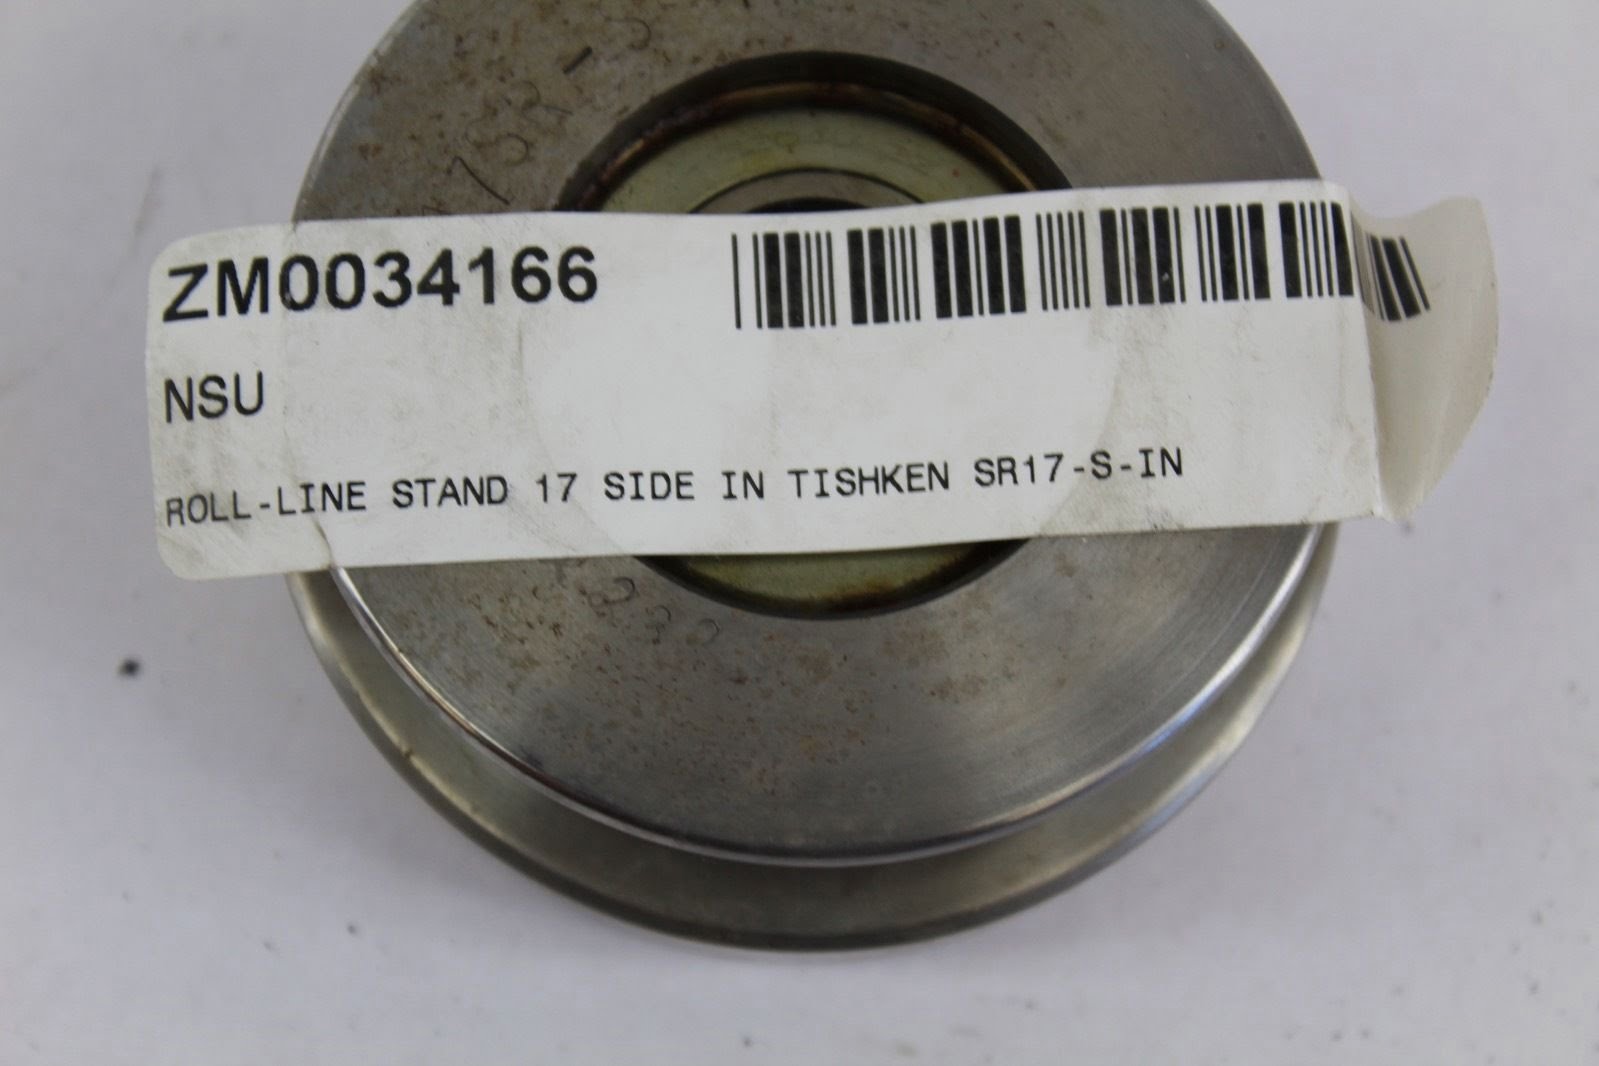 ZM0034166
NSU
ROLL-LINE STAND 17 SIDE IN TISHKEN SR17-S-IN